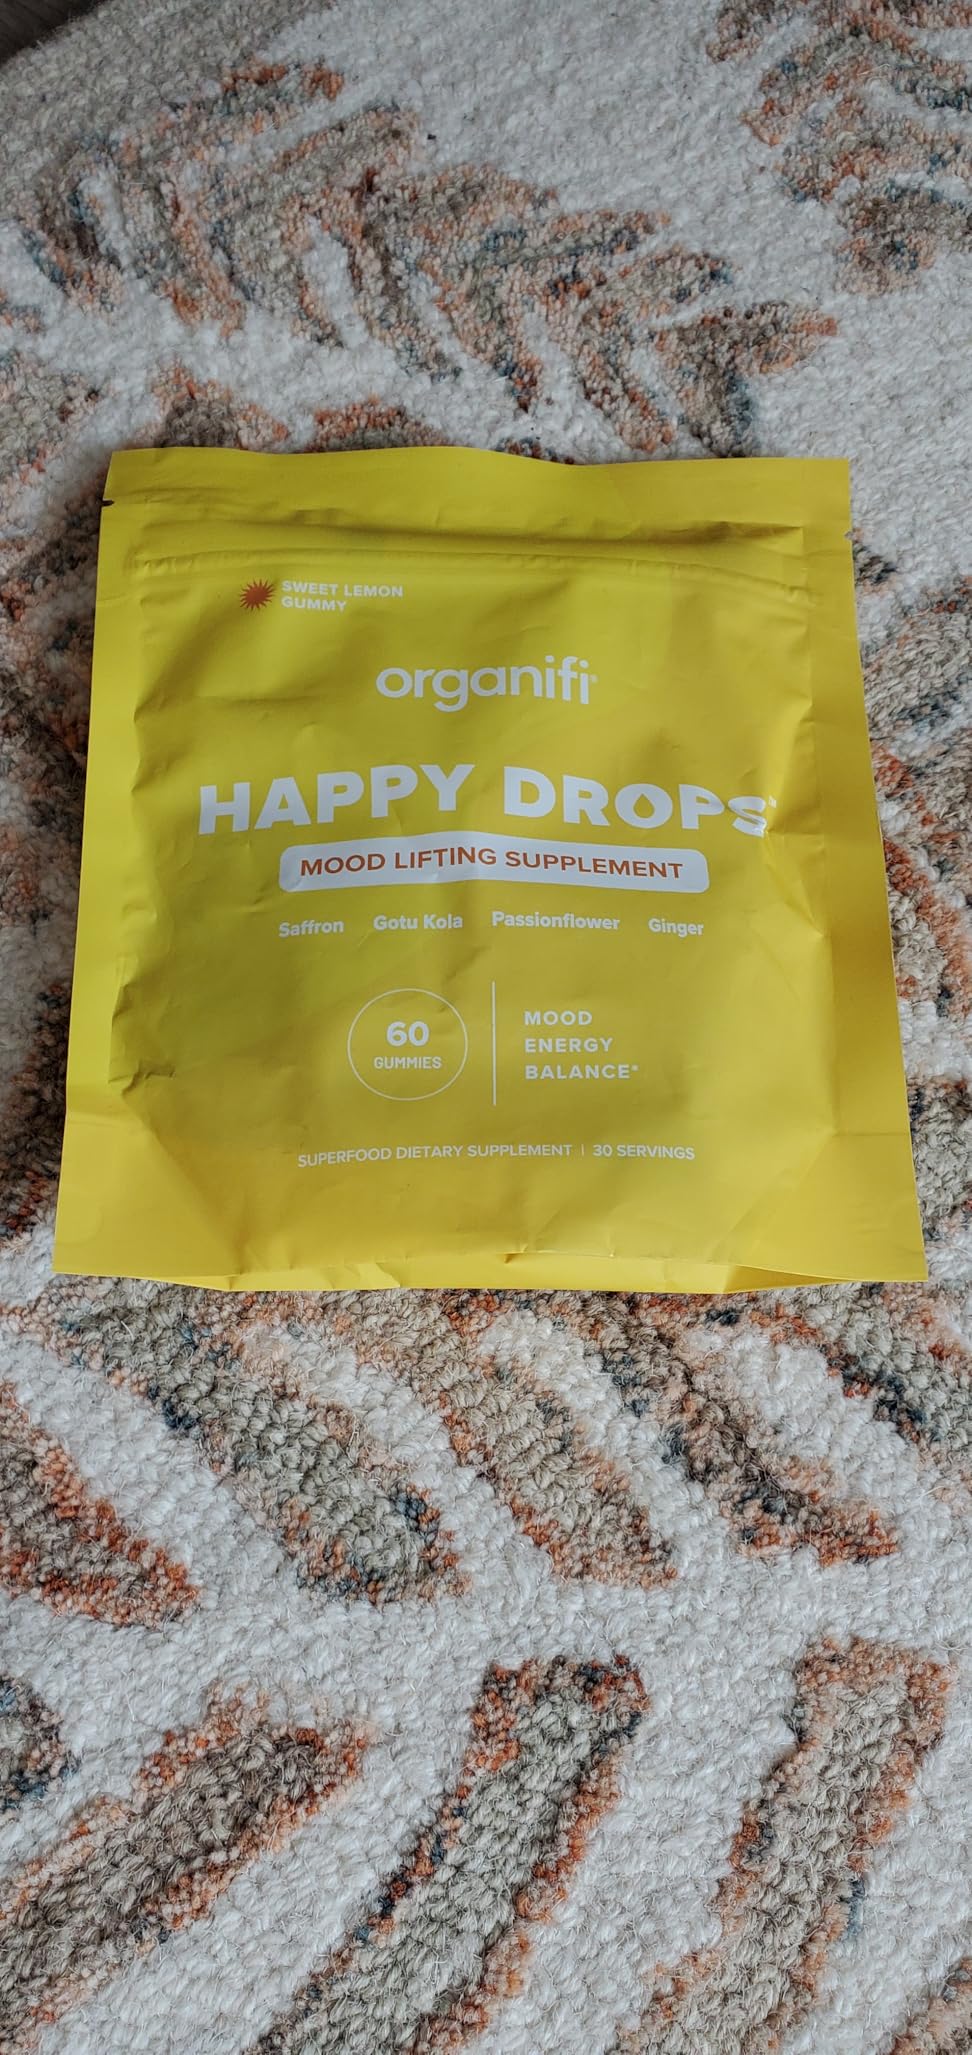 SWEET LEMON
GUMMY
organifi®
HAPPY DROPS™
MOOD LIFTING SUPPLEMENT
Saffron Gotu Kola Passionflower Ginger
60
GUMMIES
MOOD
ENERGY
BALANCE*
SUPERFOOD DIETARY SUPPLEMENT | 30 SERVINGS